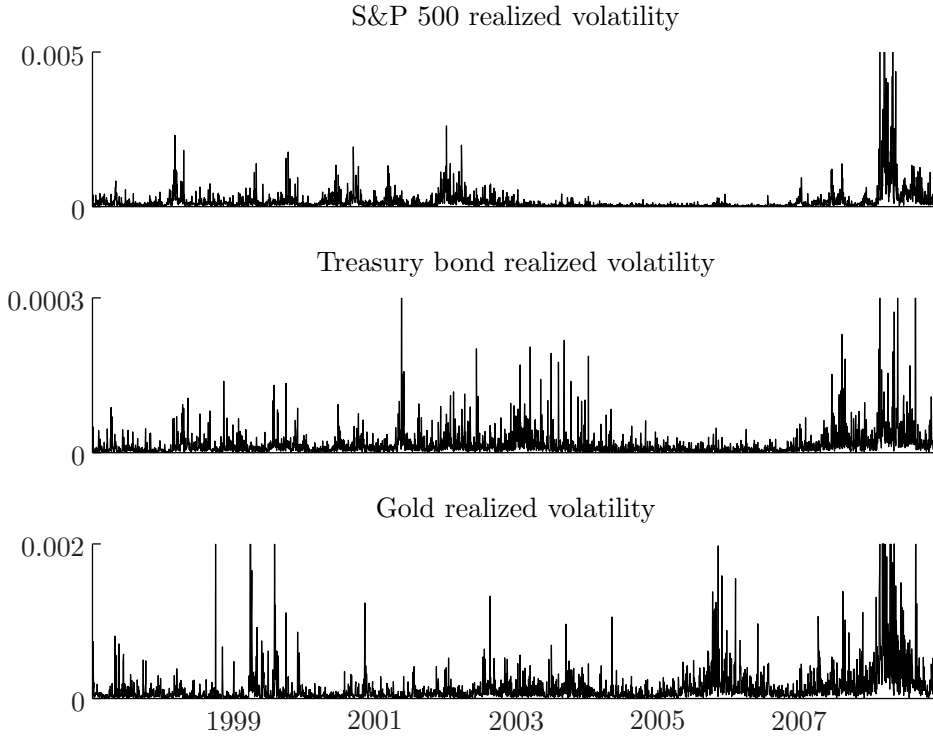 S&P 500 realized volatility
0.005
0
Treasury bond realized volatility
0.0003
0
Gold realized volatility
0.002
0
1999 2001 2003 2005 2007